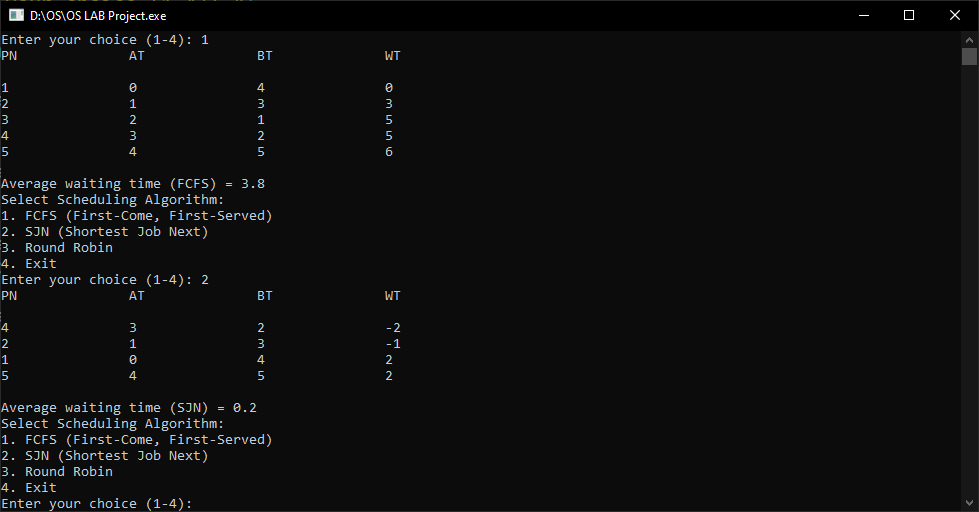 D:\OS\OS LAB Project.exe
Enter your choice (1-4): 1
PN AT BT WT
1 0 4 0
2 1 3 3
3 2 1 5
4 3 2 5
5 4 5 6
Average waiting time (FCFS) = 3.8
Select Scheduling Algorithm:
1. FCFS (First-Come, First-Served)
2. SJN (Shortest Job Next)
3. Round Robin
4. Exit
Enter your choice (1-4): 2
PN AT BT WT
4 3 2 -2
2 1 3 -1
1 0 4 2
5 4 5 2
Average waiting time (SJN) = 0.2
Select Scheduling Algorithm:
1. FCFS (First-Come, First-Served)
2. SJN (Shortest Job Next)
3. Round Robin
4. Exit
Enter your choice (1-4):